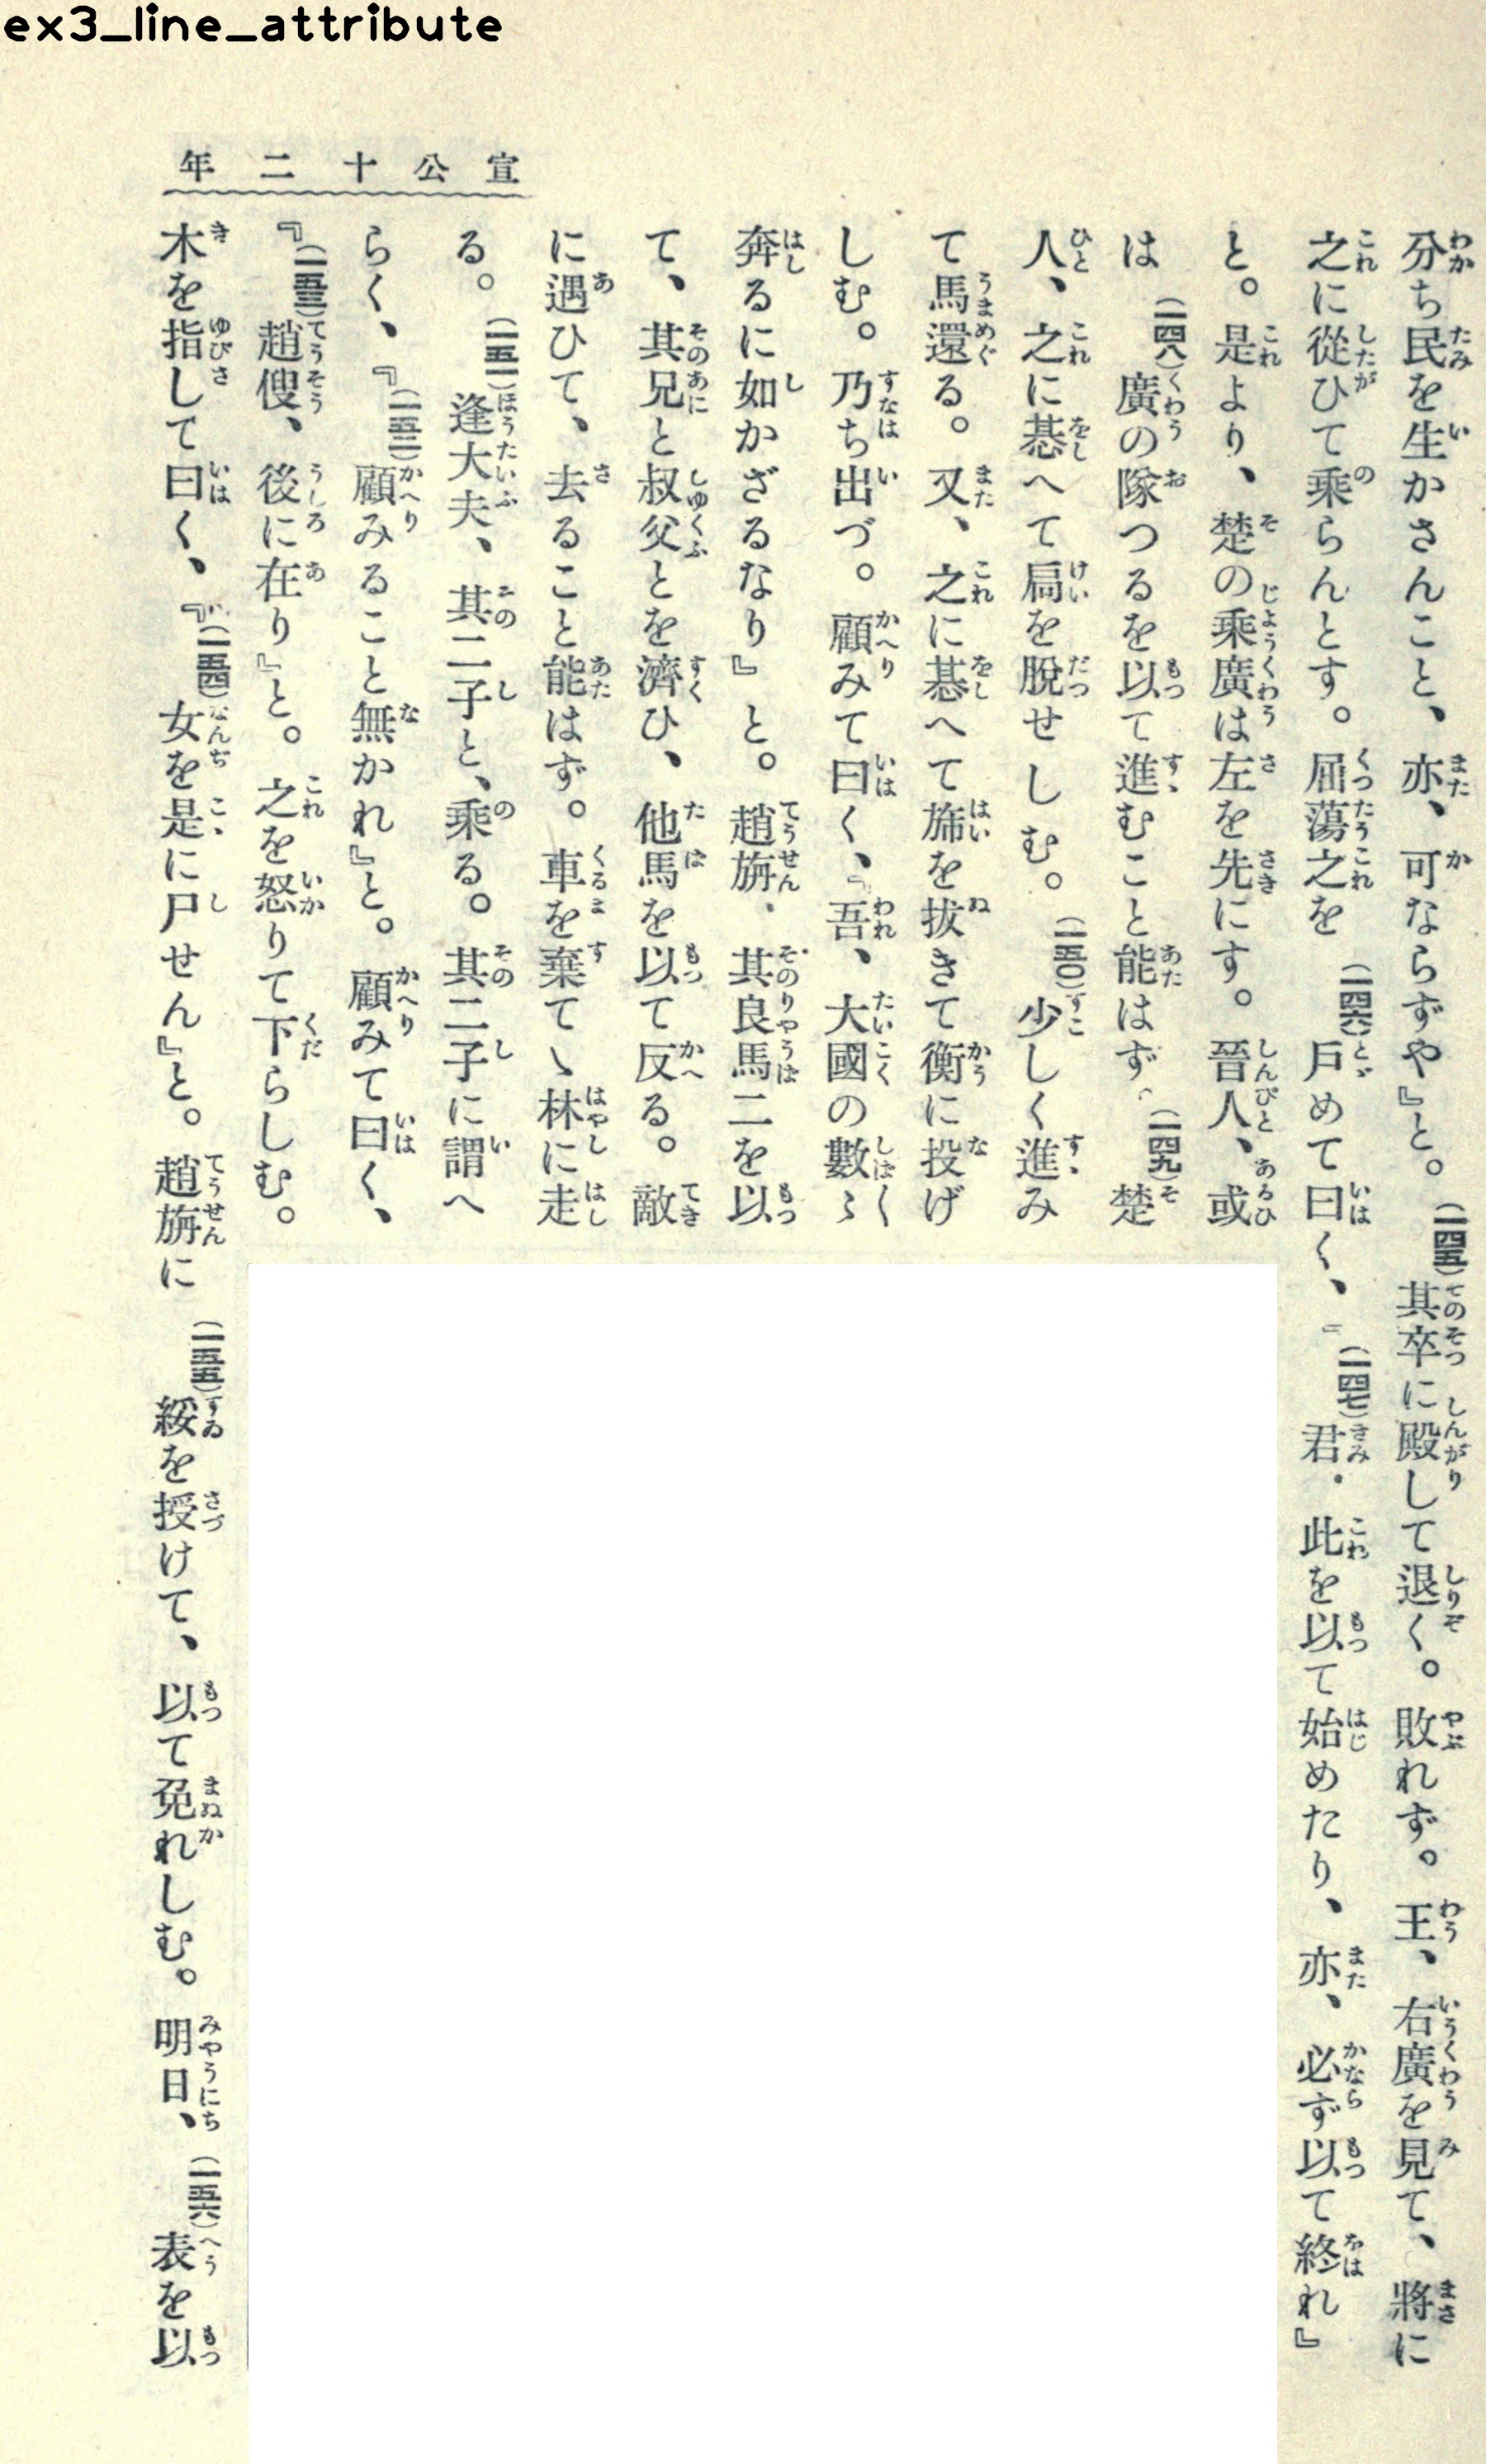 ex3_line_attribute
宣公十二年
分ち民を生かさんこと、亦、可ならずや』と。(一四五)其卒に殿して退く。敗れず。王、右廣を見て、將に
之に從ひて乘らんとす。屈蕩之を(一四六)戶めて曰く、『(一四七)君・此を以て始めたり、亦、必ず以て終れ』
と。是より、楚の乘廣は左を先にす。晉人、或
は(一四八)廣の隊つるを以て進むこと能はず。(一四九)楚
人、之に惎へて扃を脫せしむ。(一五〇)少しく進み
て馬還る。又、之に惎へて旆を拔きて衡に投げ
しむ。乃ち出づ。顧みて曰く、『吾、大國の數〻
奔るに如かざるなり』と。趙旃・其良馬二を以
て、其兄と叔父とを濟ひ、他馬を以て反る。敵
に遇ひて、去ること能はず。車を棄てゝ林に走
る。(一五一)逢大夫、其二子と、乘る。其二子に謂へ
らく、『(一五二)顧みること無かれ』と。顧みて曰く、
『(一五三)趙傁、後に在り』と。之を怒りて下らしむ。
木を指して曰く、『(一五四)女を是に尸せん』と。趙旃に(一五五)綏を授けて、以て免れしむ。明日、(一五六)表を以